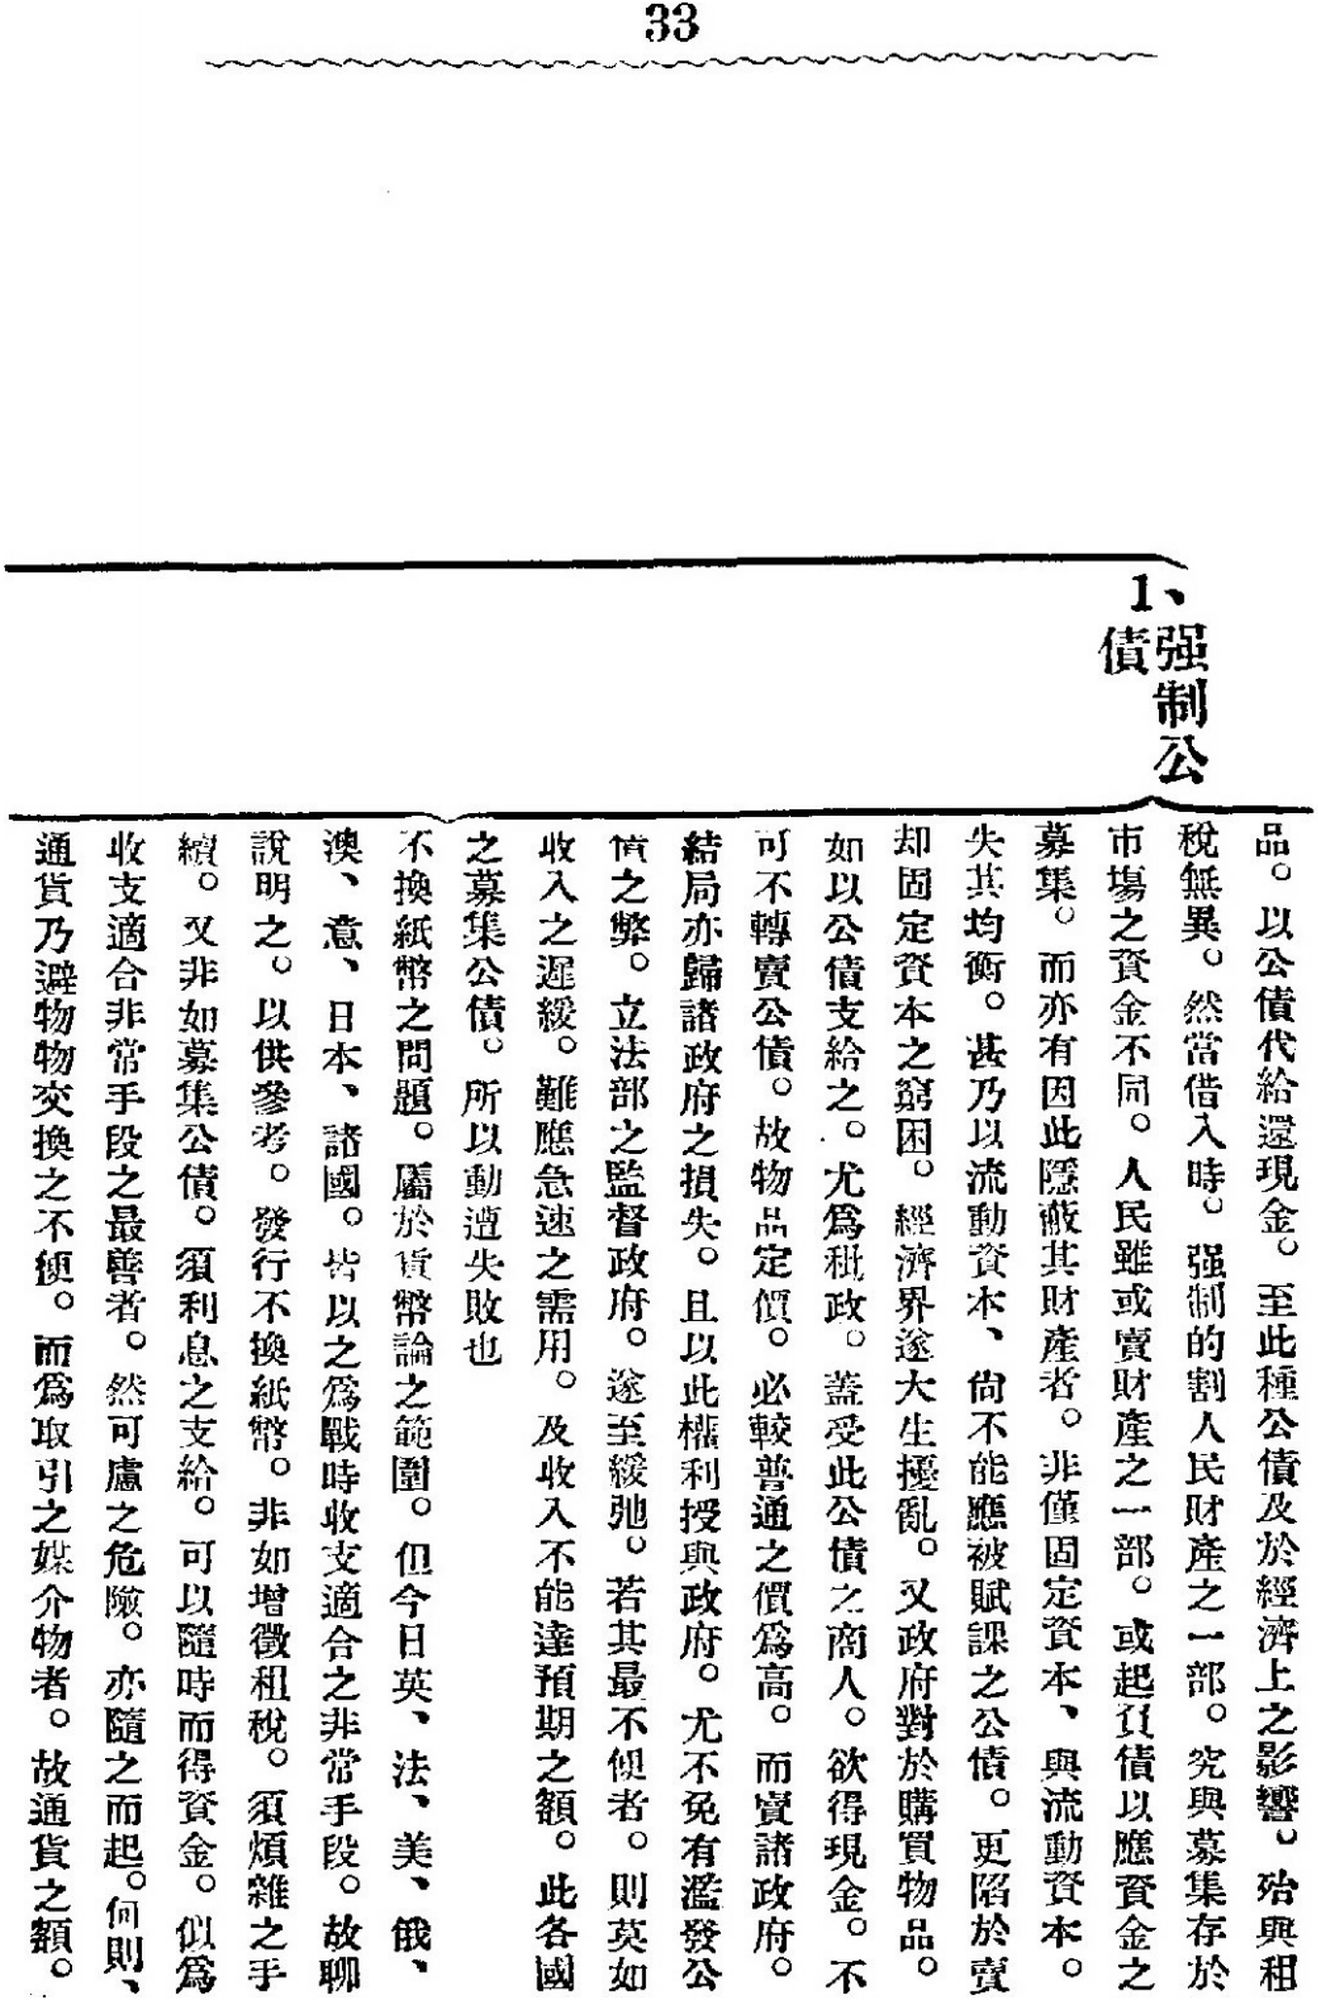 33
1、強制公
債
品。以公債代給還現金。至此種公債及於經濟上之影響。殆與租
稅無異。然當借入時。强制的割人民財產之一部。究與募集存於
市塲之資金不同。人民雖或賣財產之一部。或起負債以應資金之
募集。而亦有因此隱蔽其財產者。非僅固定資本、與流動資本。
失其均衡。甚乃以流動資本、尙不能應被賦課之公債。更陷於賣
却固定資本之窮困。經濟界遂大生擾亂。又政府對於購買物品。
如以公債支給之。尤爲秕政。蓋受此公債之商人。欲得現金。不
可不轉賣公債。故物品定價。必較普通之價爲高。而賣諸政府。
結局亦歸諸政府之損失。且以此權利授與政府。尤不免有濫發公
債之弊。立法部之監督政府。遂至緩弛。若其最不便者。則莫如
收入之遲緩。難應急速之需用。及收入不能達預期之額。此各國
之募集公債。所以動遭失敗也
不換紙幣之問題。屬於貨幣論之範圍。但今日英、法、美、俄、
澳、意、日本、諸國。皆以之爲戰時收支適合之非常手段。故聊
說明之。以供參考。發行不換紙幣。非如增徵租稅。須煩雜之手
續。又非如募集公債。須利息之支給。可以隨時而得資金。似爲
收支適合非常手段之最善者。然可慮之危險。亦隨之而起。何則、
通貨乃避物物交換之不便。而爲取引之媒介物者。故通貨之額。